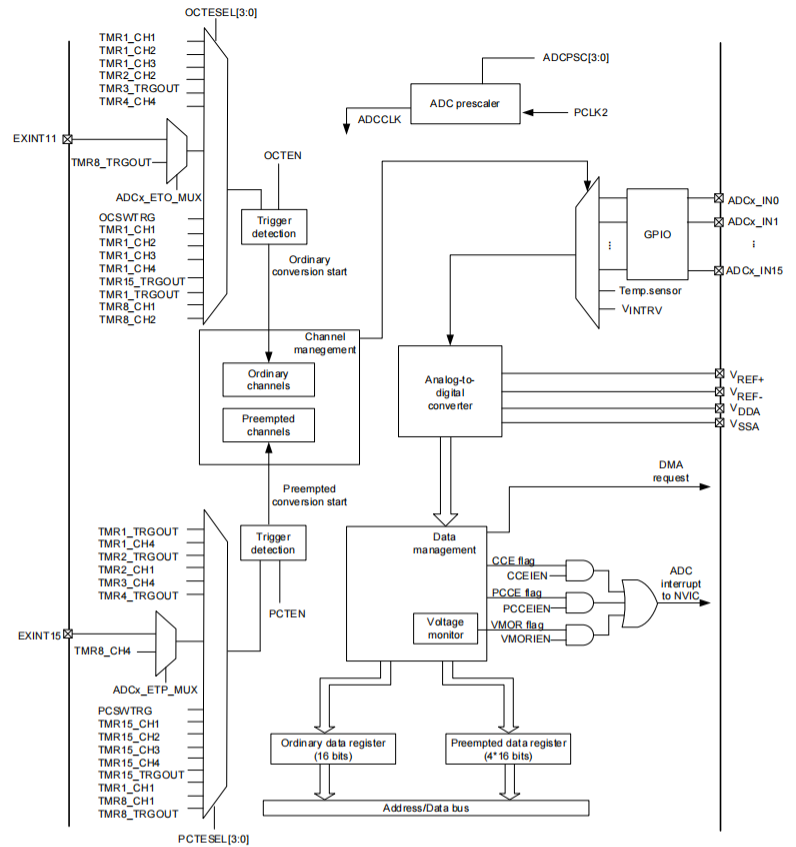 OCTESEL[3:0]
TMR1_CH1
TMR1_CH2
TMR1_CH3
TMR2_CH2
TMR3_TRGOUT
TMR4_CH4
EXINT11
TMR8_TRGOUT
ADCx_ETO_MUX
OCSWTRG
TMR1_CH1
TMR1_CH2
TMR1_CH3
TMR1_CH4
TMR15_TRGOUT
TMR1_TRGOUT
TMR8_CH1
TMR8_CH2
OCTEN
Trigger
detection
Ordinary
conversion start
ADCPSC[3:0]
ADC prescaler
ADCCLK
PCLK2
GPIO
ADCx_IN0
ADCx_IN1
ADCx_IN15
Temp.sensor
VINTRV
Channel
manegement
Ordinary
channels
Preempted
channels
Analog-to-
digital
converter
VREF+
VREF-
VDDA
VSSA
Preempted
conversion start
Trigger
detection
PCTEN
TMR1_TRGOUT
TMR1_CH4
TMR2_TRGOUT
TMR2_CH1
TMR3_CH4
TMR4_TRGOUT
EXINT15
TMR8_CH4
ADCx_ETP_MUX
PCSWTRG
TMR15_CH1
TMR15_CH2
TMR15_CH3
TMR15_CH4
TMR15_TRGOUT
TMR1_CH1
TMR8_CH1
TMR8_TRGOUT
PCTESEL[3:0]
DMA
request
Data
management
CCE flag
CCEIEN
PCCE flag
PCCEIEN
Voltage
monitor
VMOR flag
VMORIEN
ADC
interrupt
to NVIC
Ordinary data register
(16 bits)
Preempted data register
(4*16 bits)
Address/Data bus